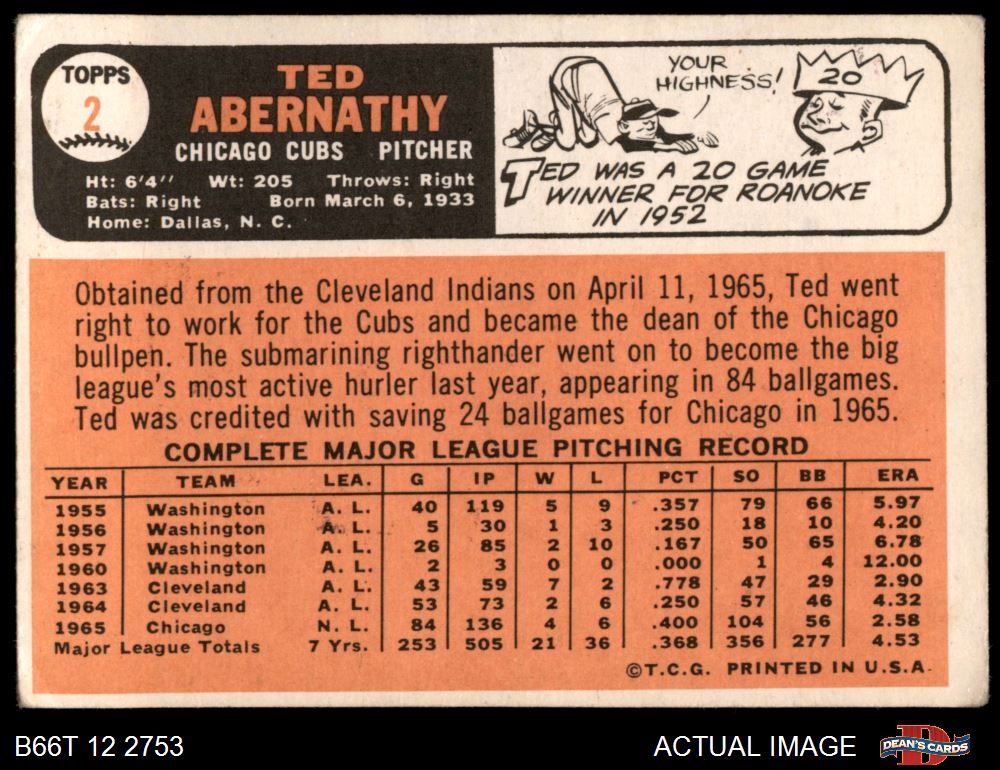 TOPPS
2
TED
ABERNATHY
CHICAGO CUBS PITCHER
Ht: 6'4" Wt: 205 Throws: Right
Bats: Right Born March 6, 1933
Home: Dallas, N. C.
YOUR
HIGHNESS!
20
TED WAS A 20 GAME
WINNER FOR ROANOKE
IN 1952
Obtained from the Cleveland Indians on April 11, 1965, Ted went
right to work for the Cubs and became the dean of the Chicago
bullpen. The submarining righthander went on to become the big
league's most active hurler last year, appearing in 84 ballgames.
Ted was credited with saving 24 ballgames for Chicago in 1965.
COMPLETE MAJOR LEAGUE PITCHING RECORD
YEAR TEAM LEA. G IP W L PCT SO BB ERA
1955 Washington A. L. 40 119 5 9 .357 79 66 5.97
1956 Washington A. L. 5 30 1 3 .250 18 10 4.20
1957 Washington A. L. 26 85 2 10 .167 50 65 6.78
1960 Washington A. L. 2 3 0 0 .000 1 4 12.00
1963 Cleveland A. L. 43 59 7 2 .778 47 29 2.90
1964 Cleveland A. L. 53 73 2 6 .250 57 46 4.32
1965 Chicago N. L. 84 136 4 6 .400 104 56 2.58
Major League Totals 7 Yrs. 253 505 21 36 .368 356 277 4.53
©T.C.G. PRINTED IN U.S.A.
B66T 12 2753
ACTUAL IMAGE
D
DEAN'S CARDS